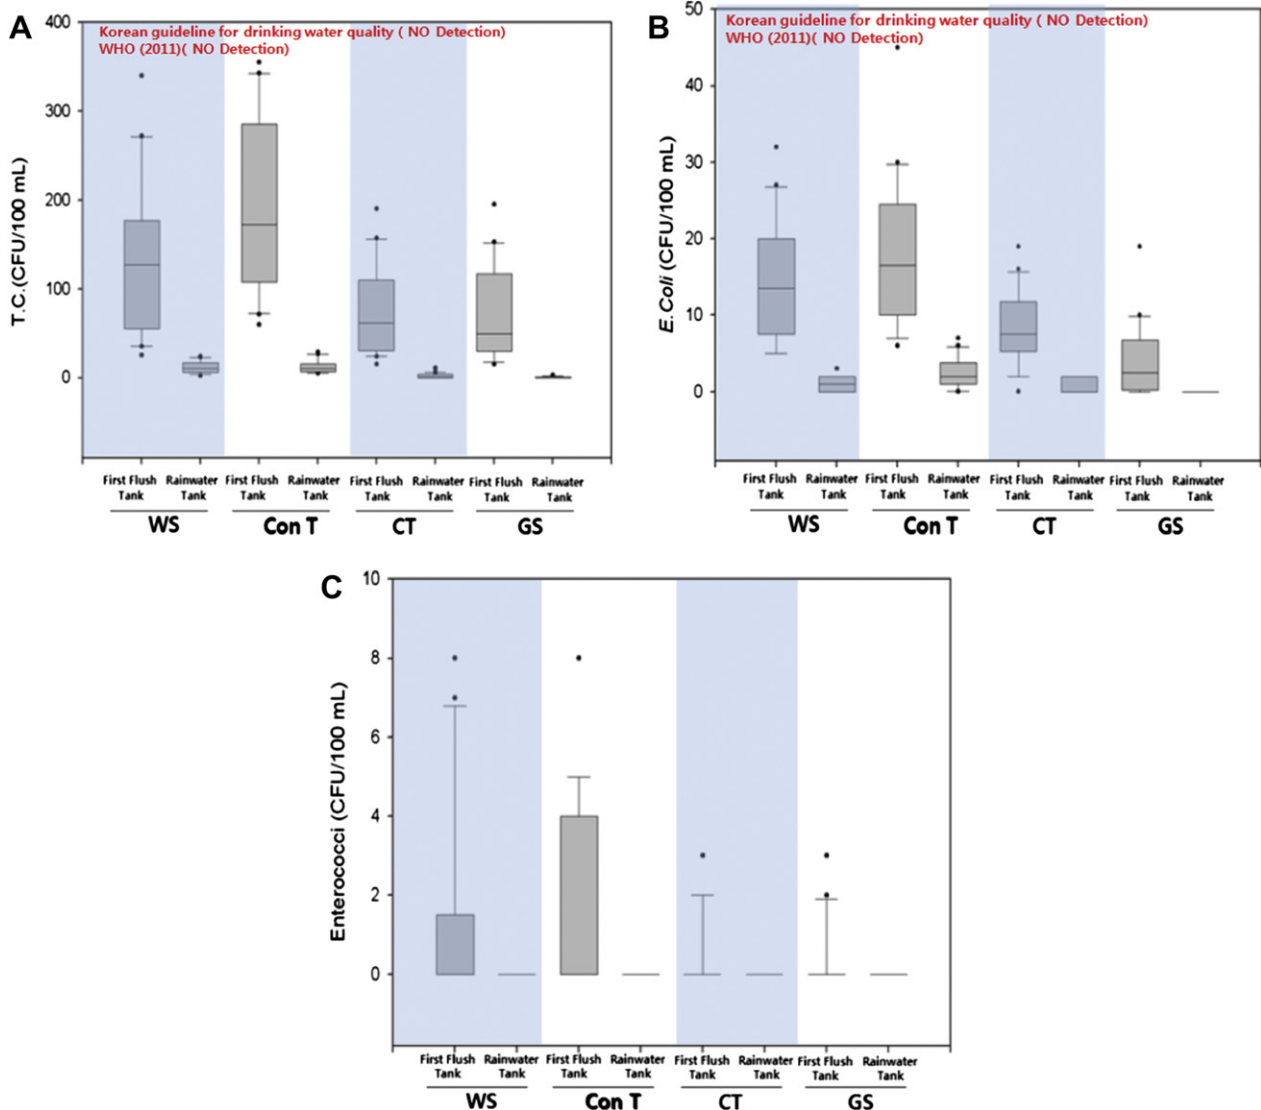 A
Korean guideline for drinking water quality ( NO Detection)
WHO (2011)( NO Detection)
400
300
200
100
0
T.C.(CFU/100 mL)
First Flush Tank
Rainwater Tank
First Flush Tank
Rainwater Tank
First Flush Tank
Rainwater Tank
First Flush Tank
Rainwater Tank
WS
Con T
CT
GS
B
Korean guideline for drinking water quality ( NO Detection)
WHO (2011)( NO Detection)
50
40
30
20
10
0
E.Coli (CFU/100 mL)
First Flush Tank
Rainwater Tank
First Flush Tank
Rainwater Tank
First Flush Tank
Rainwater Tank
First Flush Tank
Rainwater Tank
WS
Con T
CT
GS
C
10
8
6
4
2
0
Enterococci (CFU/100 mL)
First Flush Tank
Rainwater Tank
First Flush Tank
Rainwater Tank
First Flush Tank
Rainwater Tank
First Flush Tank
Rainwater Tank
WS
Con T
CT
GS